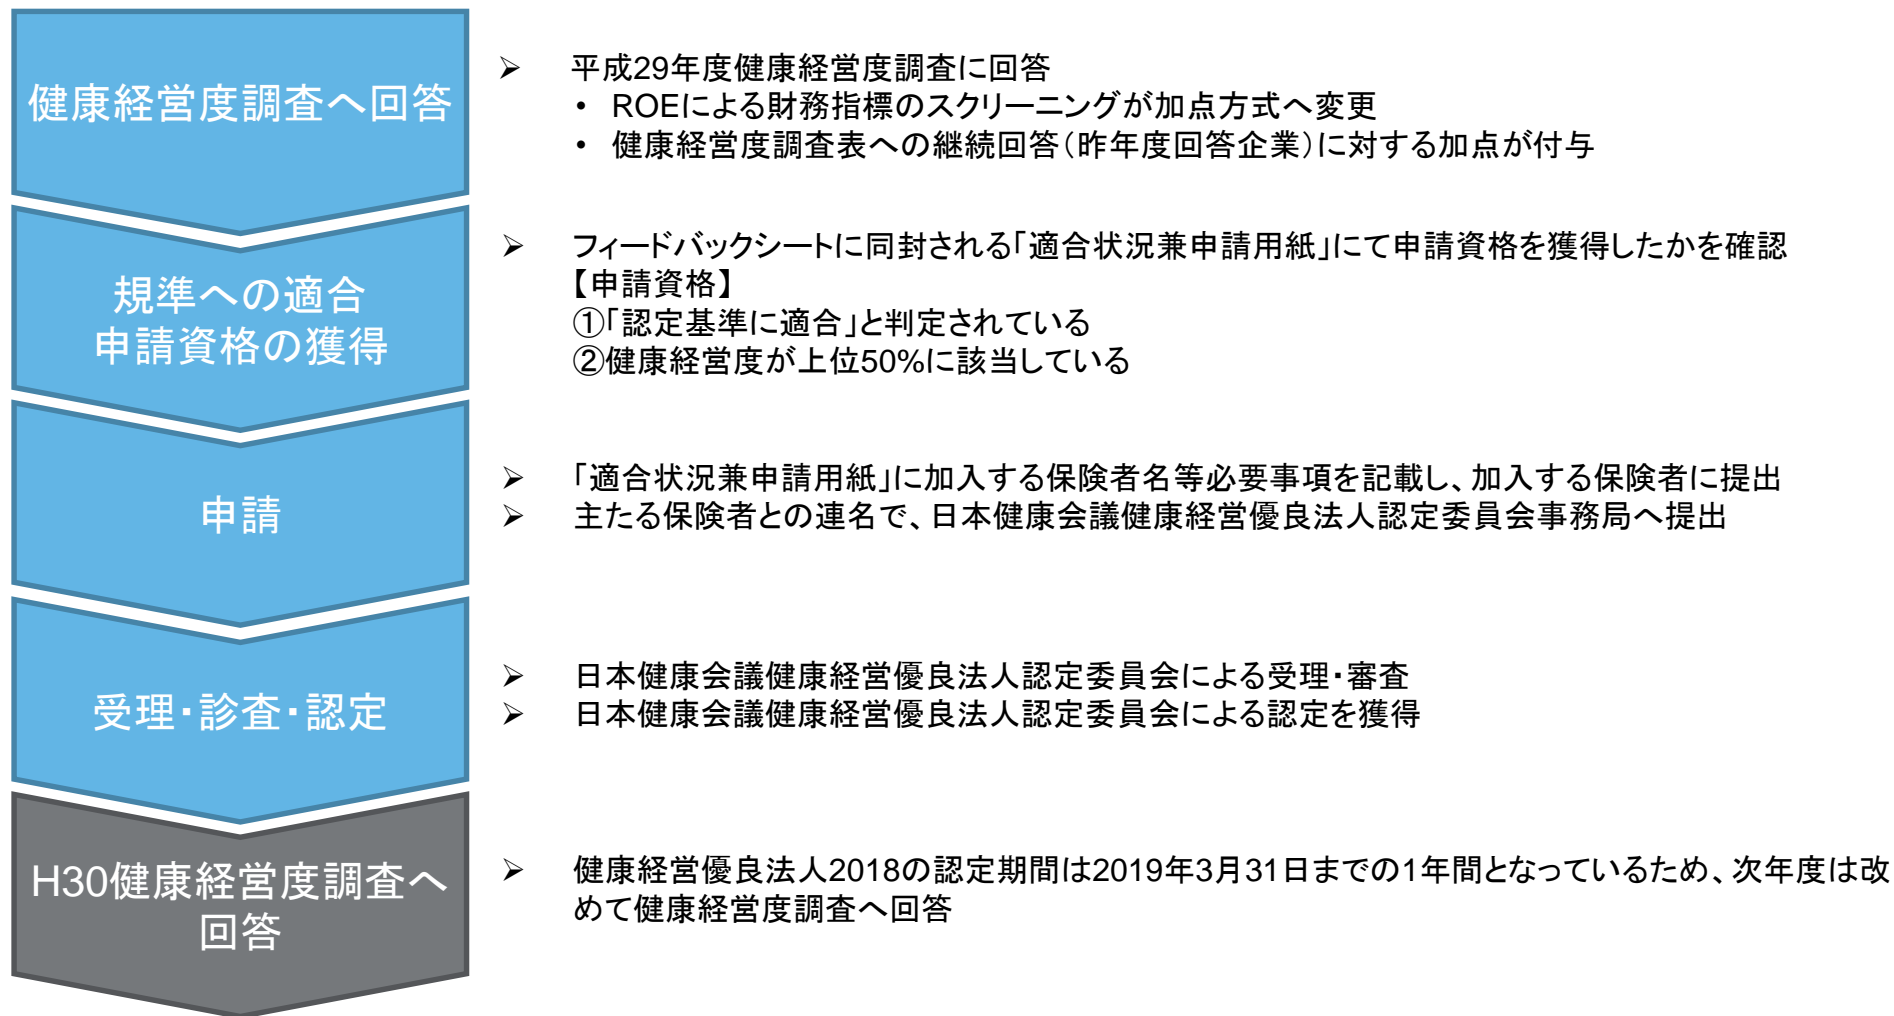 健康経営度調査へ回答
➢ 平成29年度健康経営度調査に回答
• ROEによる財務指標のスクリーニングが加点方式へ変更
• 健康経営度調査表への継続回答(昨年度回答企業)に対する加点が付与
規準への適合
申請資格の獲得
➢ フィードバックシートに同封される「適合状況兼申請用紙」にて申請資格を獲得したかを確認
【申請資格】
①「認定基準に適合」と判定されている
②健康経営度が上位50%に該当している
申請
➢ 「適合状況兼申請用紙」に加入する保険者名等必要事項を記載し、加入する保険者に提出
➢ 主たる保険者との連名で、日本健康会議健康経営優良法人認定委員会事務局へ提出
受理・診査・認定
➢ 日本健康会議健康経営優良法人認定委員会による受理・審査
➢ 日本健康会議健康経営優良法人認定委員会による認定を獲得
H30健康経営度調査へ
回答
➢ 健康経営優良法人2018の認定期間は2019年3月31日までの1年間となっているため、次年度は改
めて健康経営度調査へ回答